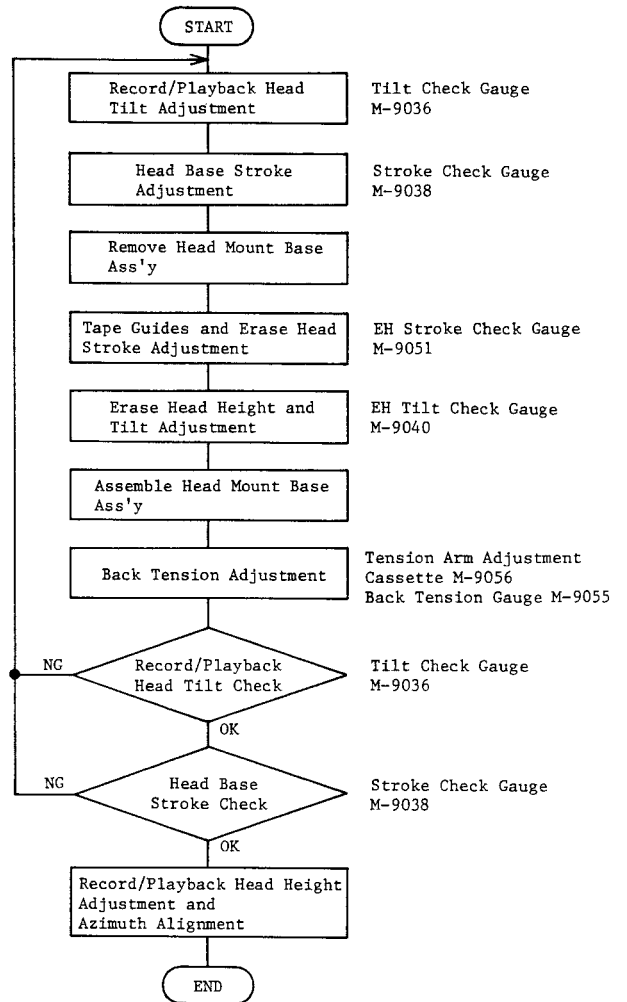 START
Record/Playback Head
Tilt Adjustment
Tilt Check Gauge
M-9036
Head Base Stroke
Adjustment
Stroke Check Gauge
M-9038
Remove Head Mount Base
Ass'y
Tape Guides and Erase Head
Stroke Adjustment
EH Stroke Check Gauge
M-9051
Erase Head Height and
Tilt Adjustment
EH Tilt Check Gauge
M-9040
Assemble Head Mount Base
Ass'y
Back Tension Adjustment
Tension Arm Adjustment
Cassette M-9056
Back Tension Gauge M-9055
NG
Record/Playback
Head Tilt Check
Tilt Check Gauge
M-9036
OK
NG
Head Base
Stroke Check
Stroke Check Gauge
M-9038
OK
Record/Playback Head Height
Adjustment and
Azimuth Alignment
END